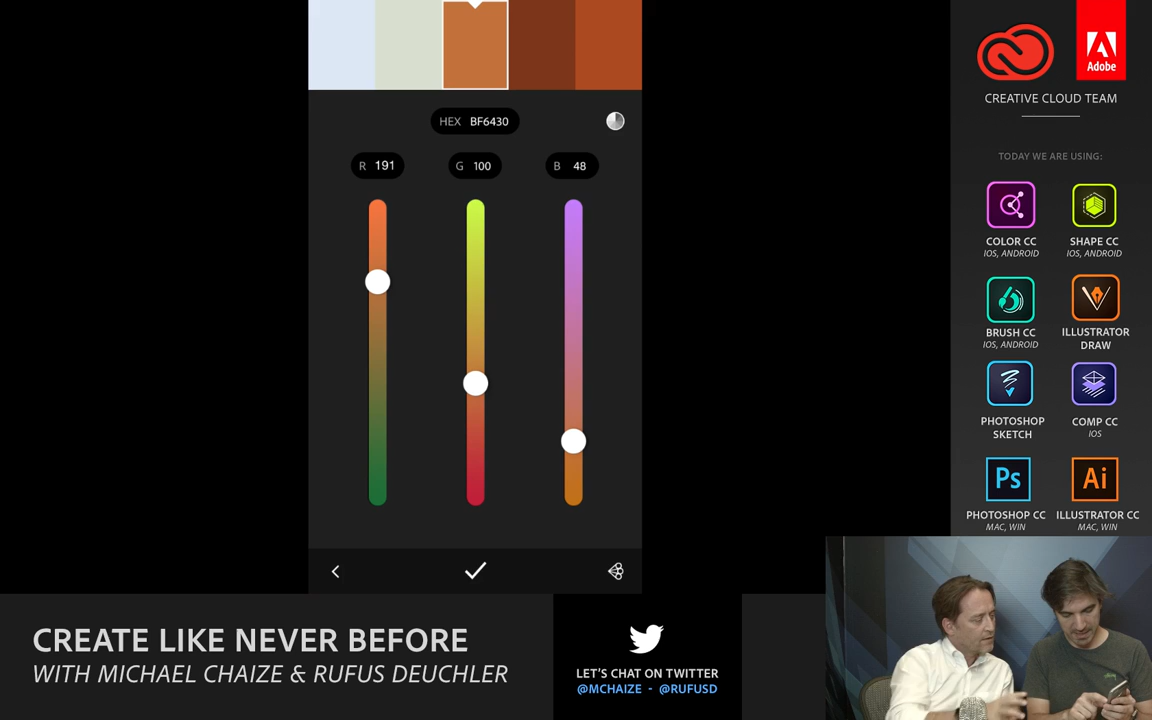 HEX BF6430
R 191
G 100
B 48
Adobe
CREATIVE CLOUD TEAM
TODAY WE ARE USING:
COLOR CC
IOS, ANDROID
SHAPE CC
IOS, ANDROID
BRUSH CC
IOS, ANDROID
ILLUSTRATOR
DRAW
PHOTOSHOP
SKETCH
COMP CC
IOS
Ps
PHOTOSHOP CC
MAC, WIN
Ai
ILLUSTRATOR CC
MAC, WIN
CREATE LIKE NEVER BEFORE
WITH MICHAEL CHAIZE & RUFUS DEUCHLER
LET'S CHAT ON TWITTER
@MCHAIZE - @RUFUSD